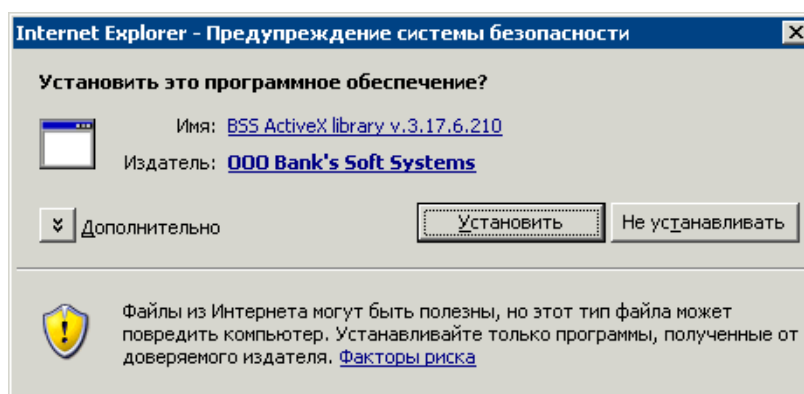 Internet Explorer - Предупреждение системы безопасности
Установить это программное обеспечение?
Имя: BSS ActiveX library v.3.17.6.210
Издатель: ООО Bank's Soft Systems
Дополнительно
Установить
Не устанавливать
Файлы из Интернета могут быть полезны, но этот тип файла может
повредить компьютер. Устанавливайте только программы, полученные от
доверяемого издателя. Факторы риска